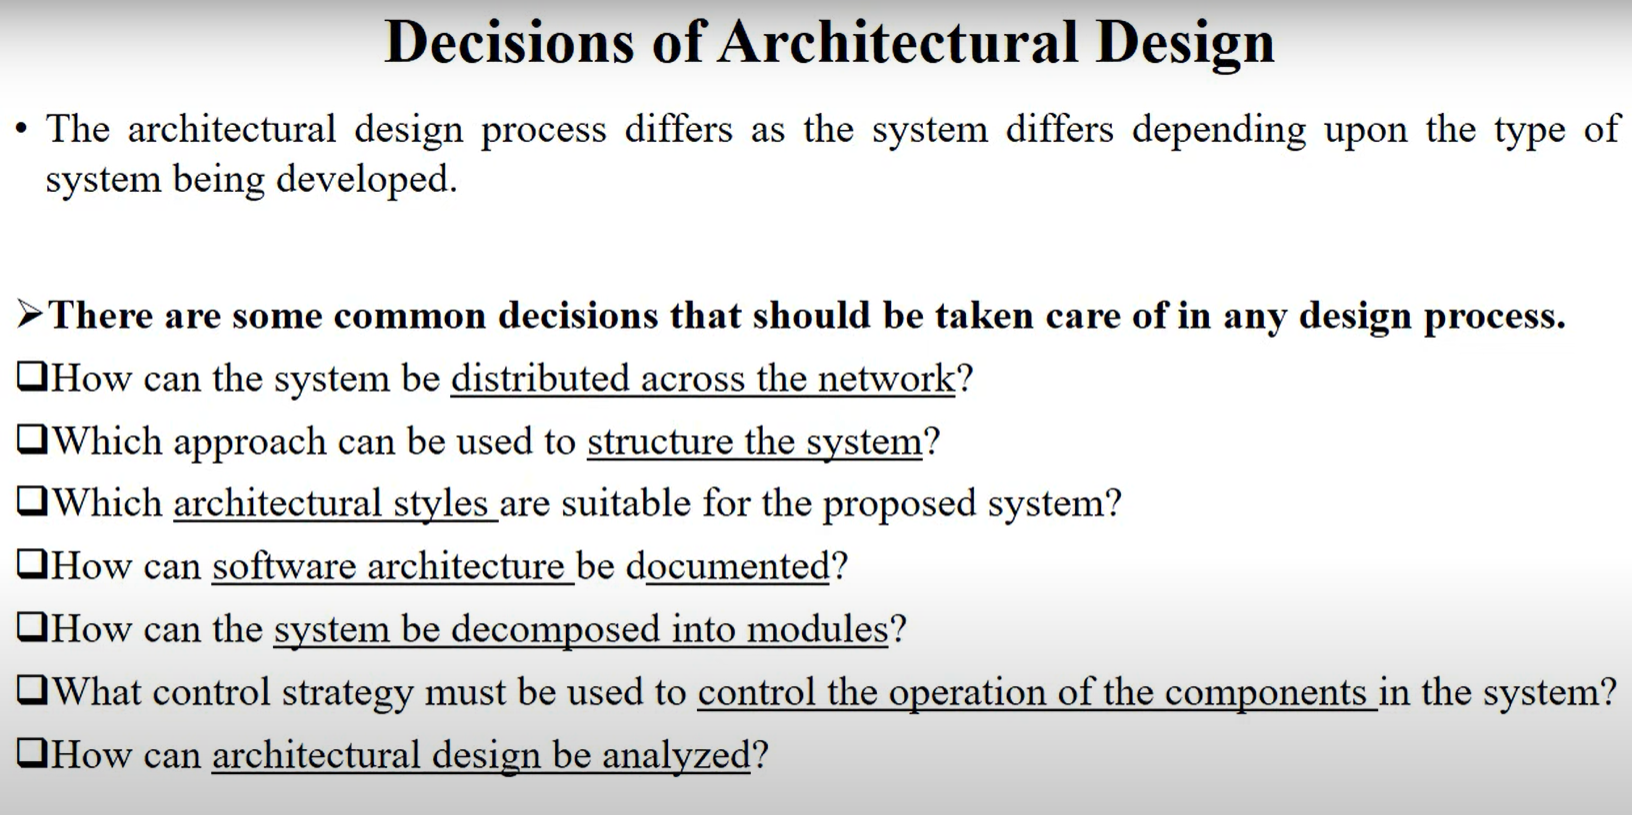 Decisions of Architectural Design
• The architectural design process differs as the system differs depending upon the type of
system being developed.
➢There are some common decisions that should be taken care of in any design process.
❑How can the system be distributed across the network?
❑Which approach can be used to structure the system?
❑Which architectural styles are suitable for the proposed system?
❑How can software architecture be documented?
❑How can the system be decomposed into modules?
❑What control strategy must be used to control the operation of the components in the system?
❑How can architectural design be analyzed?